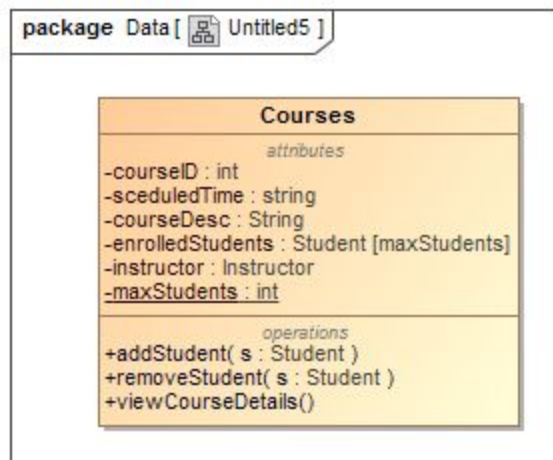 package Data [ Untitled5 ]
Courses
attributes
-courseID : int
-sceduledTime : string
-courseDesc : String
-enrolledStudents : Student [maxStudents]
-instructor : Instructor
-maxStudents : int
operations
+addStudent( s : Student )
+removeStudent( s : Student )
+viewCourseDetails()